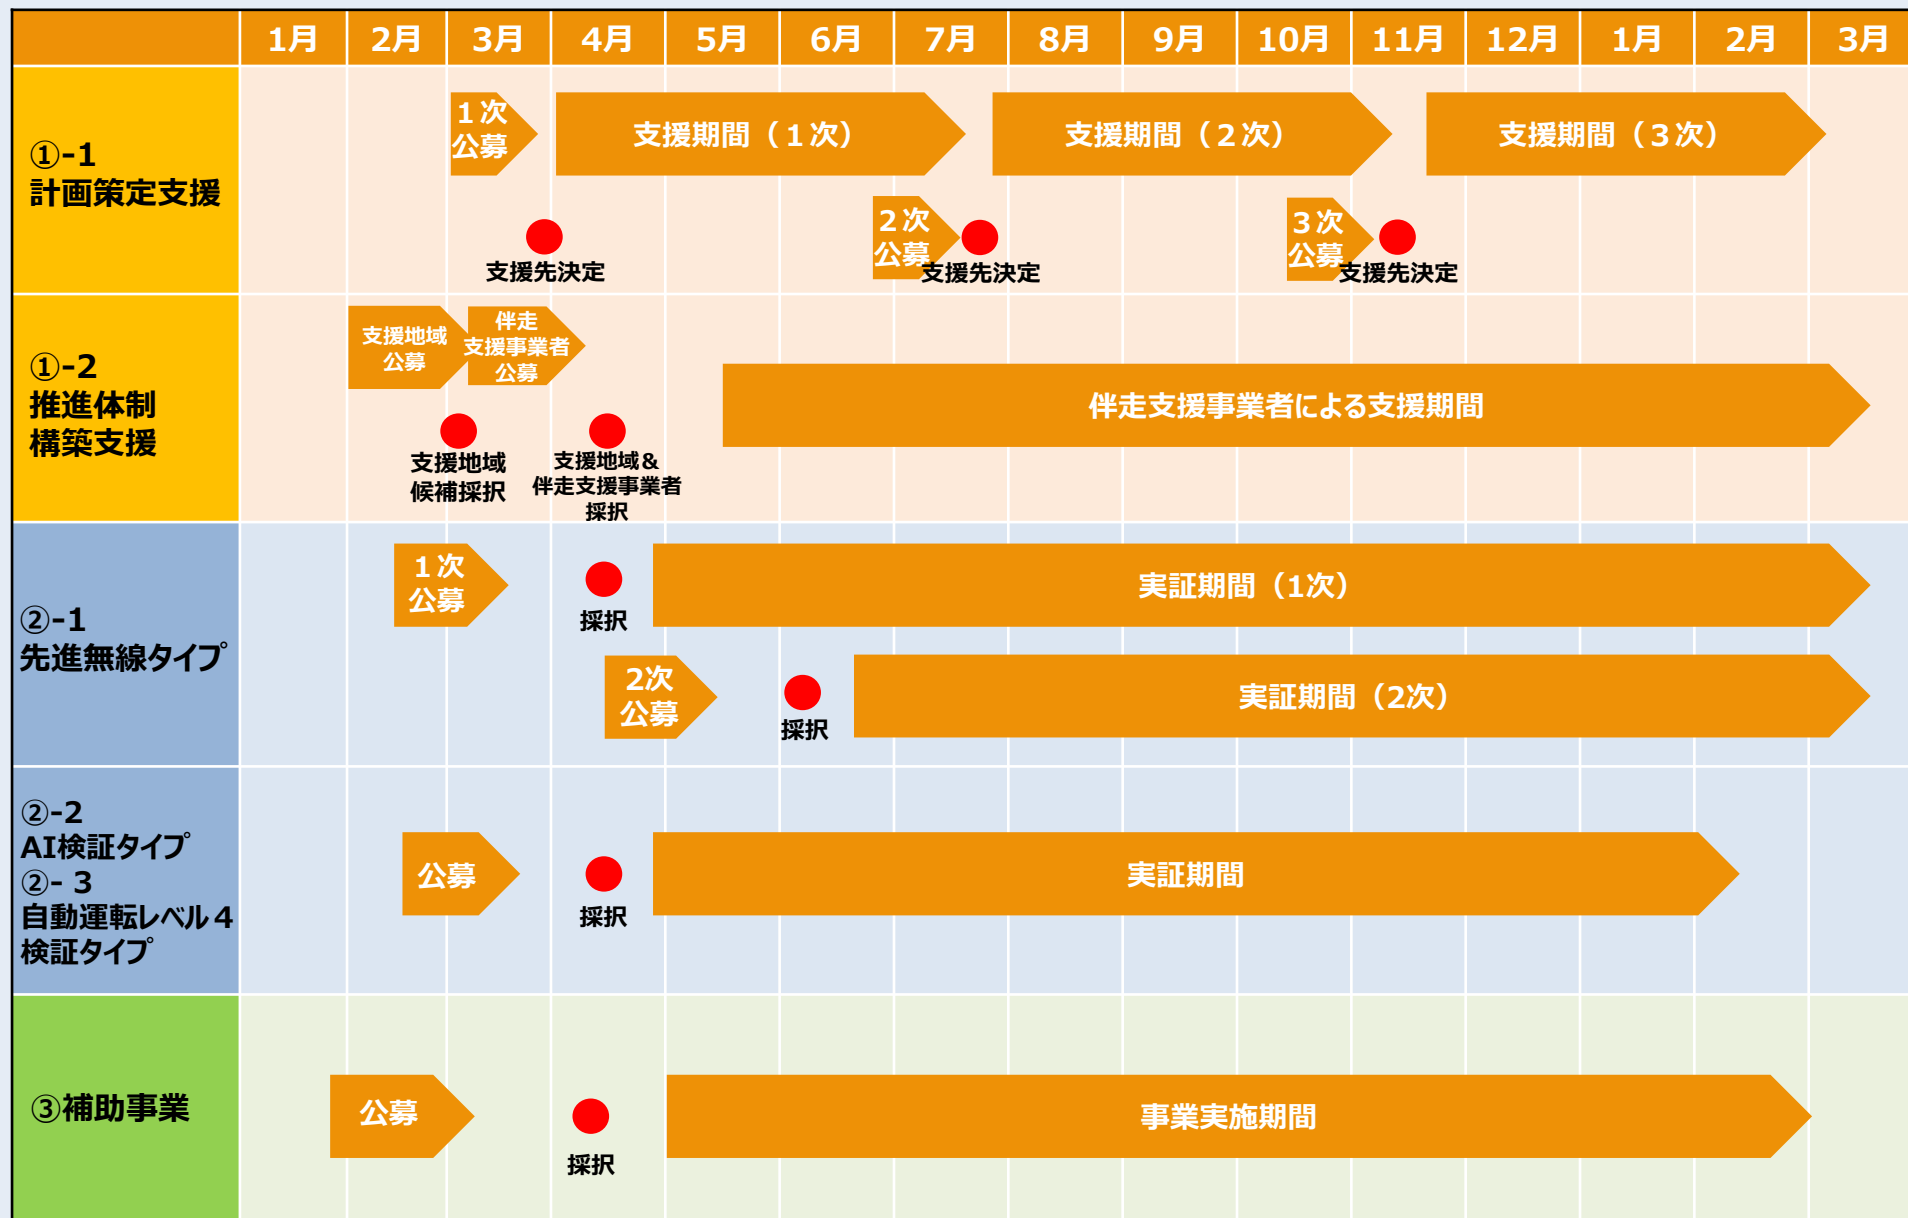 1月 2月 3月 4月 5月 6月 7月 8月 9月 10月 11月 12月 1月 2月 3月
①-1
計画策定支援
１次
公募
支援期間（１次）
支援期間（２次）
支援期間（３次）
支援先決定
２次
公募
支援先決定
３次
公募
支援先決定
①-2
推進体制
構築支援
支援地域
公募
伴走
支援事業者
公募
伴走支援事業者による支援期間
支援地域
候補採択
支援地域＆
伴走支援事業者
採択
②-1
先進無線タイプ
１次
公募
採択
実証期間（1次）
2次
公募
採択
実証期間（2次）
②-2
AI検証タイプ
②-３
自動運転レベル４
検証タイプ
公募
採択
実証期間
③補助事業
公募
採択
事業実施期間